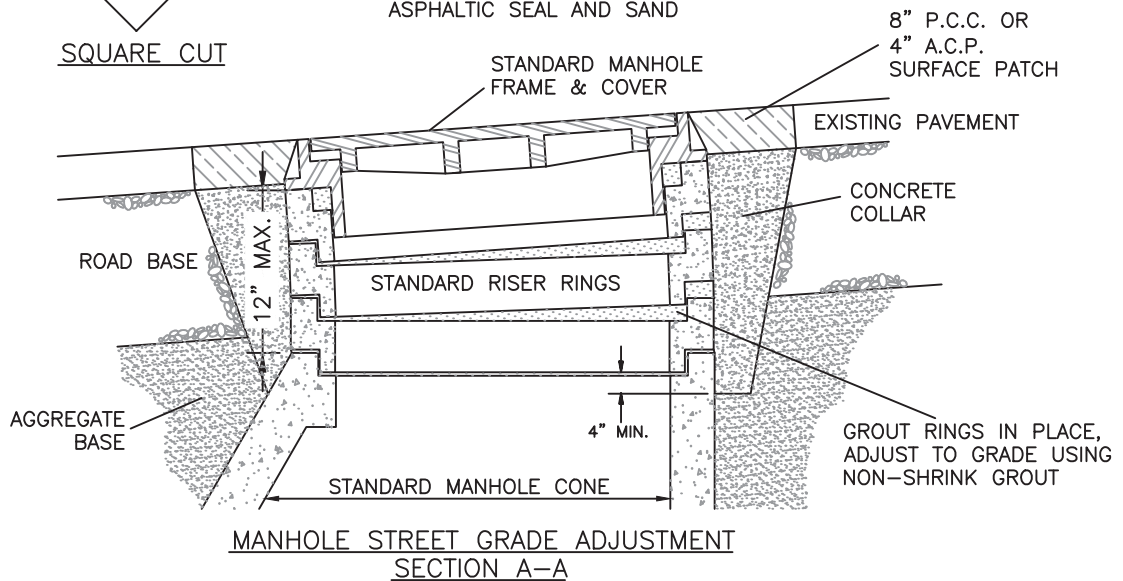 ASPHALTIC SEAL AND SAND
SQUARE CUT
8" P.C.C. OR
4" A.C.P.
SURFACE PATCH
STANDARD MANHOLE
FRAME & COVER
EXISTING PAVEMENT
CONCRETE
COLLAR
ROAD BASE
12" MAX.
STANDARD RISER RINGS
AGGREGATE
BASE
4" MIN.
GROUT RINGS IN PLACE,
ADJUST TO GRADE USING
NON-SHRINK GROUT
STANDARD MANHOLE CONE
MANHOLE STREET GRADE ADJUSTMENT
SECTION A-A